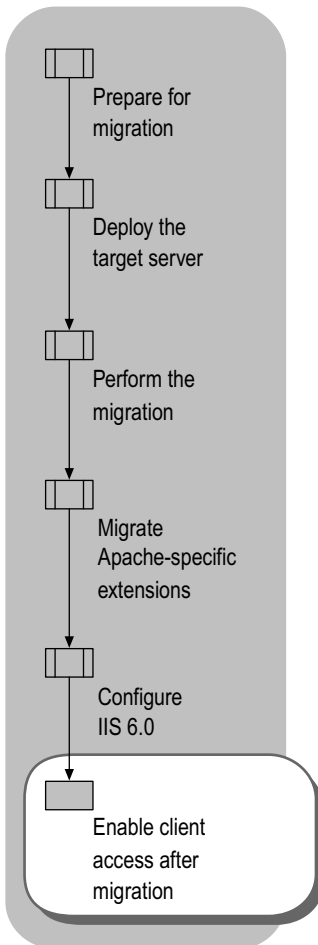 Prepare for
migration
Deploy the
target server
Perform the
migration
Migrate
Apache-specific
extensions
Configure
IIS 6.0
Enable client
access after
migration